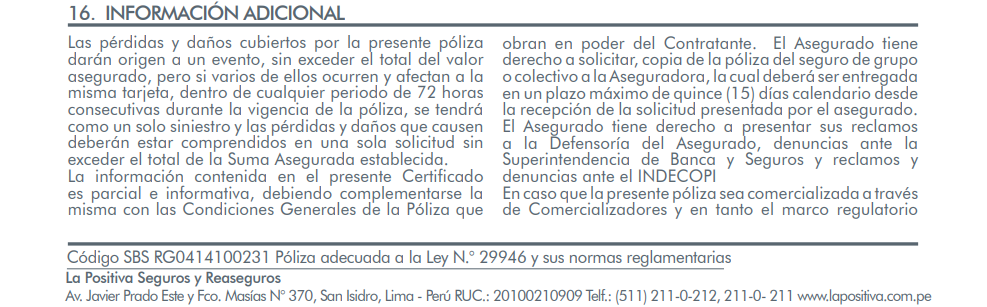 16. INFORMACIÓN ADICIONAL
Las pérdidas y daños cubiertos por la presente póliza
darán origen a un evento, sin exceder el total del valor
asegurado, pero si varios de ellos ocurren y afectan a la
misma tarjeta, dentro de cualquier periodo de 72 horas
consecutivas durante la vigencia de la póliza, se tendrá
como un solo siniestro y las pérdidas y daños que causen
deberán estar comprendidos en una sola solicitud sin
exceder el total de la Suma Asegurada establecida.
La información contenida en el presente Certificado
es parcial e informativa, debiendo complementarse la
misma con las Condiciones Generales de la Póliza que
obran en poder del Contratante. El Asegurado tiene
derecho a solicitar, copia de la póliza del seguro de grupo
o colectivo a la Aseguradora, la cual deberá ser entregada
en un plazo máximo de quince (15) días calendario desde
la recepción de la solicitud presentada por el asegurado.
El Asegurado tiene derecho a presentar sus reclamos
a la Defensoría del Asegurado, denuncias ante la
Superintendencia de Banca y Seguros y reclamos y
denuncias ante el INDECOPI
En caso que la presente póliza sea comercializada a través
de Comercializadores y en tanto el marco regulatorio
Código SBS RG0414100231 Póliza adecuada a la Ley N.° 29946 y sus normas reglamentarias
La Positiva Seguros y Reaseguros
Av. Javier Prado Este y Fco. Masías N° 370, San Isidro, Lima - Perú RUC.: 20100210909 Telf.: (511) 211-0-212, 211-0- 211 www.lapositiva.com.pe